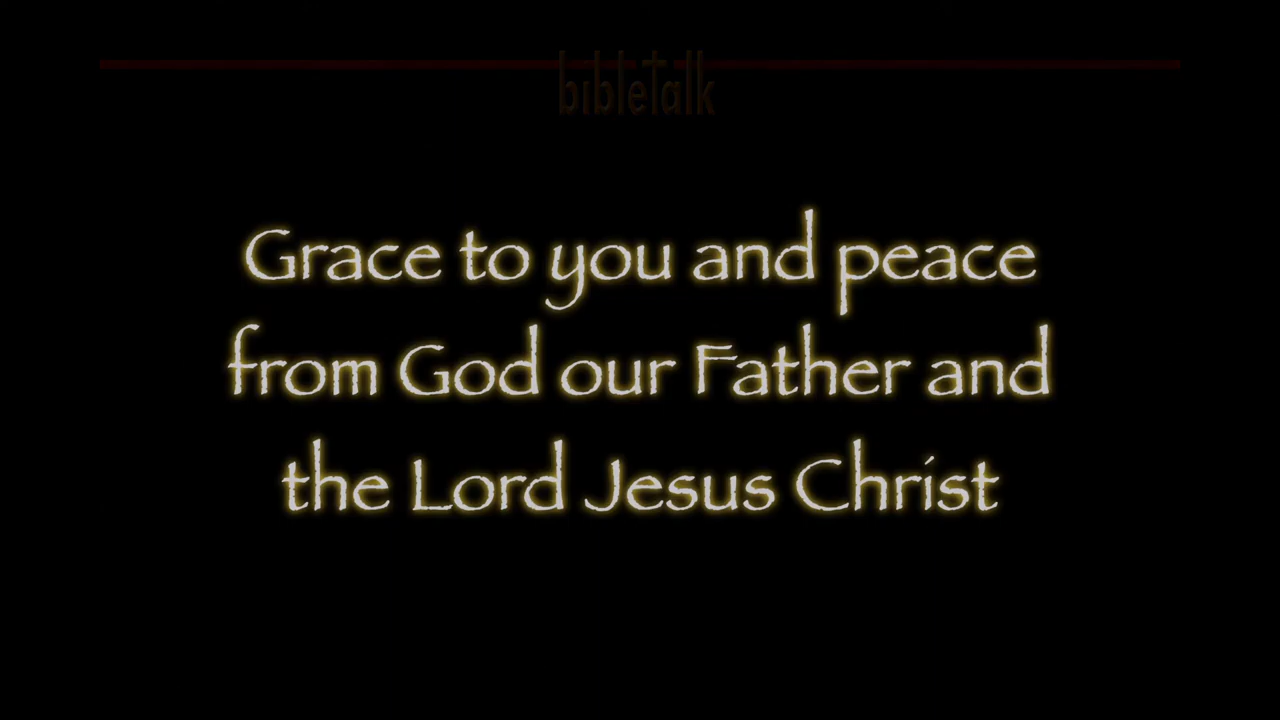 bibletalk
Grace to you and peace
from God our Father and
the Lord Jesus Christ